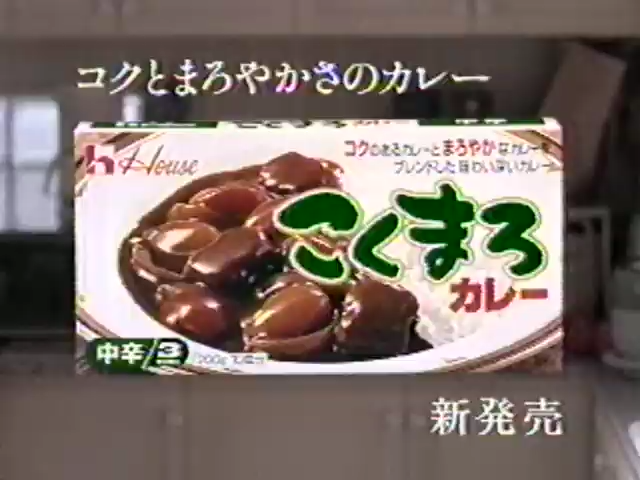 コクとまろやかさのカレー
House
コクのあるカレーとまろやかなカレーを
ブレンドした味わい深いカレー
こくまろ
カレー
中辛/3
新発売